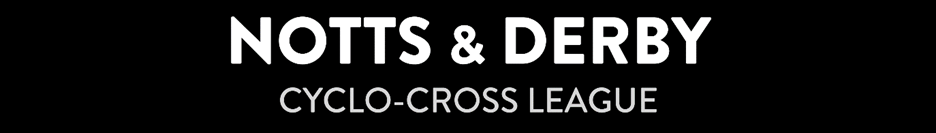 NOTTS & DERBY
CYCLO-CROSS LEAGUE